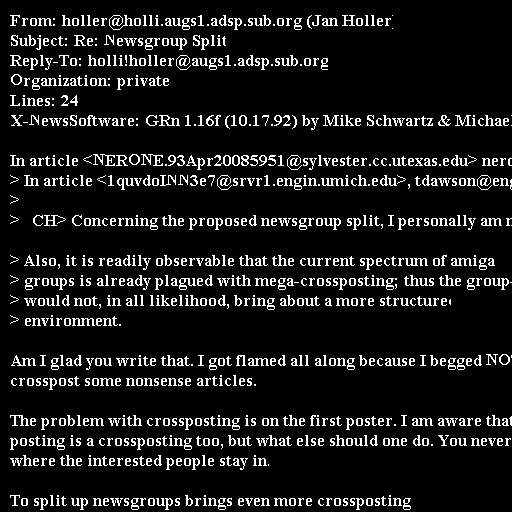 From: holler@holli.augs1.adsp.sub.org (Jan Holler)
Subject: Re: Newsgroup Split
Reply-To: holli!holler@augs1.adsp.sub.org
Organization: private
Lines: 24
X-NewsSoftware: GRn 1.16f (10.17.92) by Mike Schwartz & Michael
In article <NERONE.93Apr20085951@sylvester.cc.utexas.edu> nero
> In article <1quvdoINN3e7@srvr1.engin.umich.edu>, tdawson@eng
>
> CH> Concerning the proposed newsgroup split, I personally am n
> Also, it is readily observable that the current spectrum of amiga
> groups is already plagued with mega-crossposting; thus the group-
> would not, in all likelihood, bring about a more structured
> environment.
Am I glad you write that. I got flamed all along because I begged NOT
crosspost some nonsense articles.
The problem with crossposting is on the first poster. I am aware that
posting is a crossposting too, but what else should one do. You never
where the interested people stay in.
To split up newsgroups brings even more crossposting